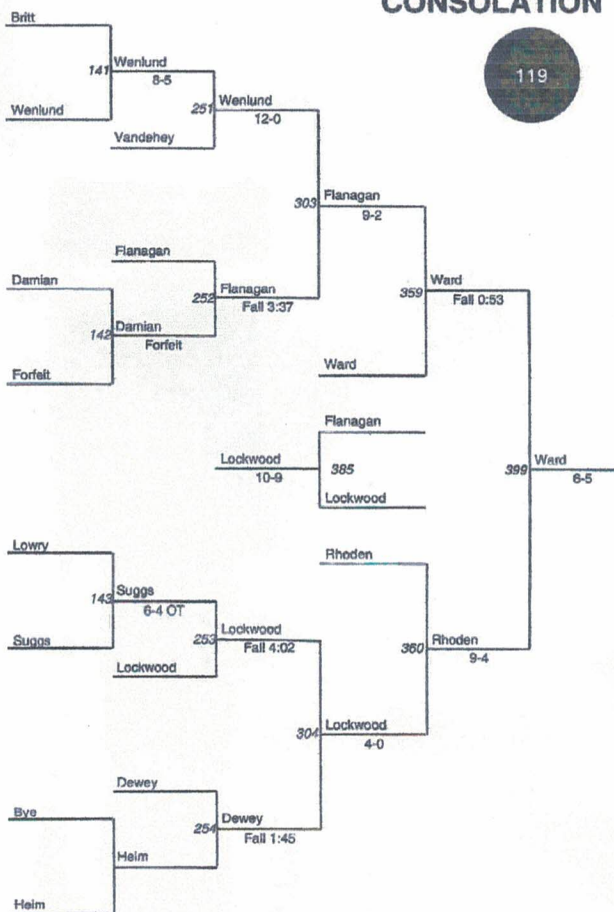 CONSOLATION
119
Britt
141
Wenlund
8-5
Wenlund
251
Wenlund
12-0
Vandehey
303
Flanagan
9-2
Flanagan
Damian
252
Flanagan
Fall 3:37
142
Damian
Forfeit
Forfeit
359
Ward
Fall 0:53
Ward
Flanagan
Lockwood
10-9
385
Lockwood
399
Ward
6-5
Lowry
143
Suggs
6-4 OT
Suggs
253
Lockwood
Fall 4:02
Lockwood
Rhoden
360
Rhoden
9-4
304
Lockwood
4-0
Dewey
Bye
254
Dewey
Fall 1:45
Heim
Heim